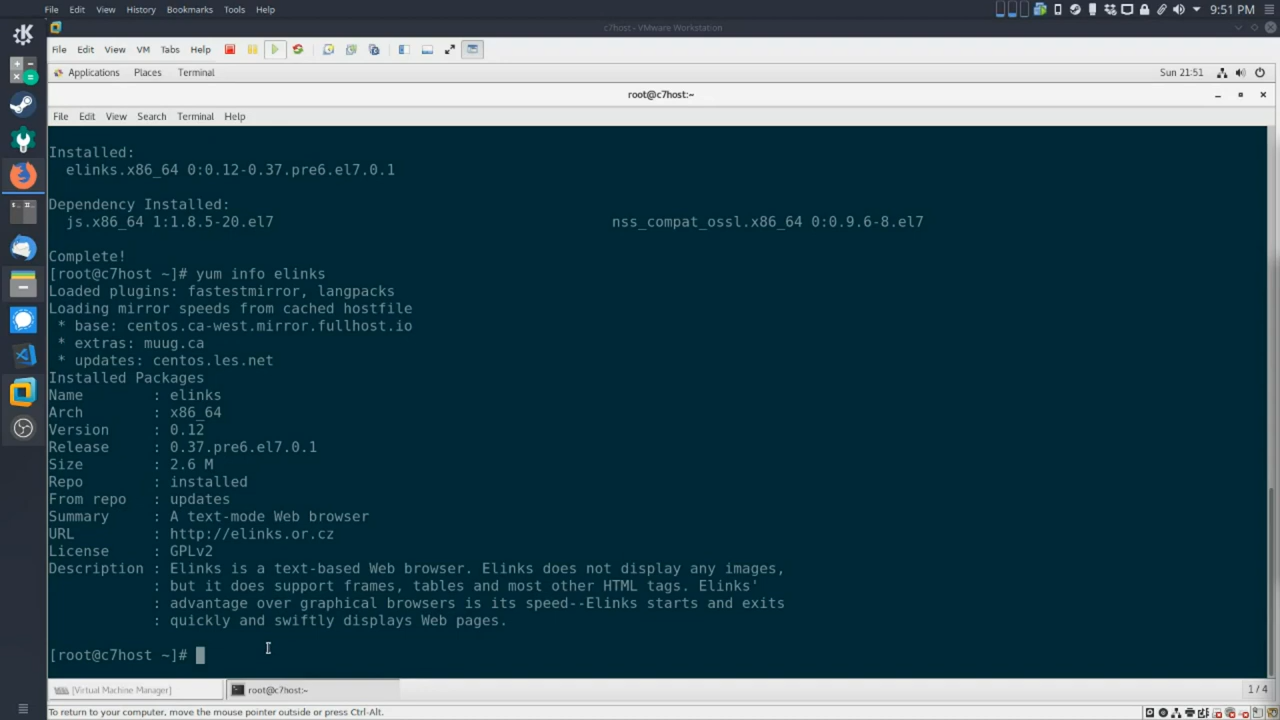 File Edit View History Bookmarks Tools Help 9:51 PM
c7host - VMware Workstation
File Edit View VM Tabs Help
Applications Places Terminal Sun 21:51
root@c7host:~
File Edit View Search Terminal Help
Installed:
elinks.x86_64 0:0.12-0.37.pre6.el7.0.1
Dependency Installed:
js.x86_64 1:1.8.5-20.el7 nss_compat_ossl.x86_64 0:0.9.6-8.el7
Complete!
[root@c7host ~]# yum info elinks
Loaded plugins: fastestmirror, langpacks
Loading mirror speeds from cached hostfile
* base: centos.ca-west.mirror.fullhost.io
* extras: muug.ca
* updates: centos.les.net
Installed Packages
Name : elinks
Arch : x86_64
Version : 0.12
Release : 0.37.pre6.el7.0.1
Size : 2.6 M
Repo : installed
From repo : updates
Summary : A text-mode Web browser
URL : http://elinks.or.cz
License : GPLv2
Description : Elinks is a text-based Web browser. Elinks does not display any images,
: but it does support frames, tables and most other HTML tags. Elinks'
: advantage over graphical browsers is its speed--Elinks starts and exits
: quickly and swiftly displays Web pages.
[root@c7host ~]#
[Virtual Machine Manager] root@c7host:~ 1 / 4
To return to your computer, move the mouse pointer outside or press Ctrl-Alt.